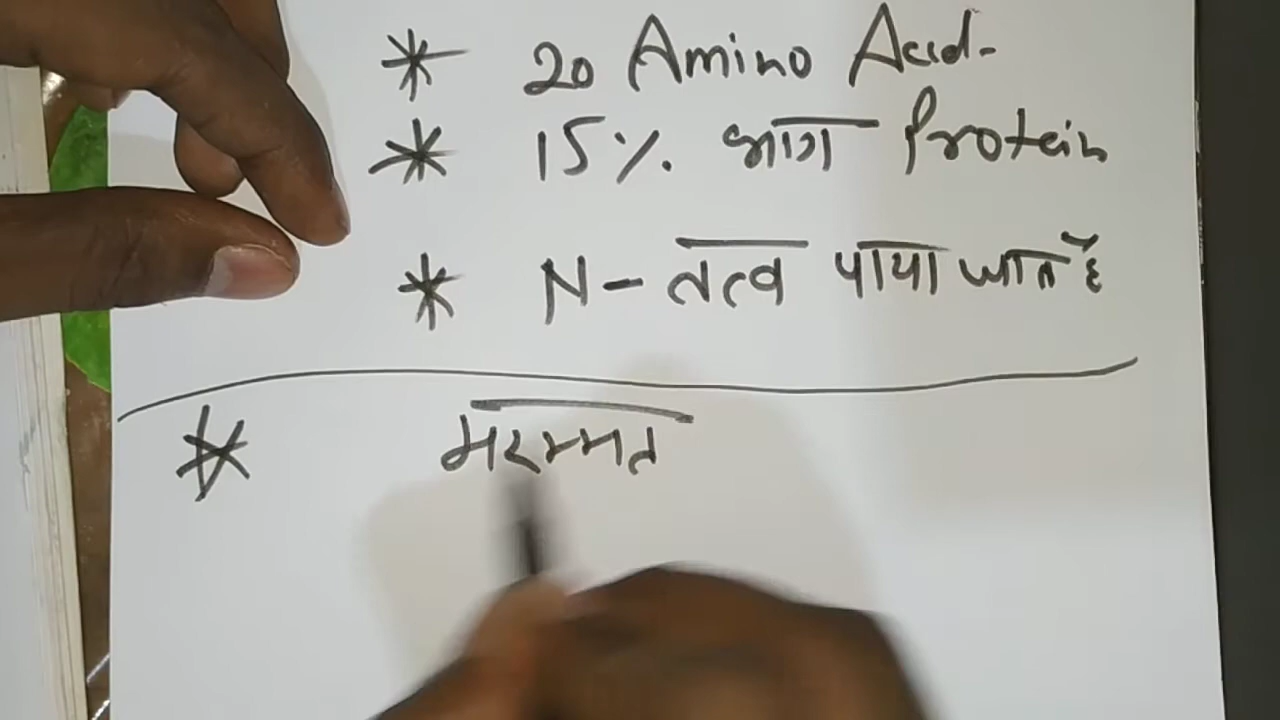 * 20 Amino Acid-
* 15% भाग Protein
* N- तत्व पाया जाते है
* मरम्मत